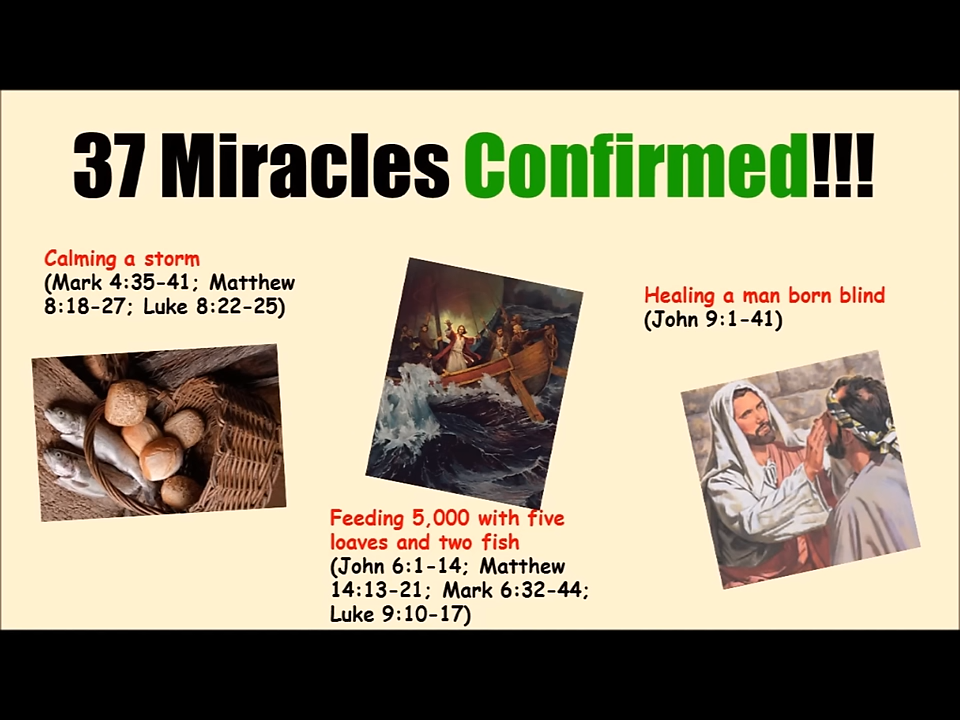 37 Miracles Confirmed!!!
Calming a storm
(Mark 4:35-41; Matthew
8:18-27; Luke 8:22-25)
Feeding 5,000 with five
loaves and two fish
(John 6:1-14; Matthew
14:13-21; Mark 6:32-44;
Luke 9:10-17)
Healing a man born blind
(John 9:1-41)